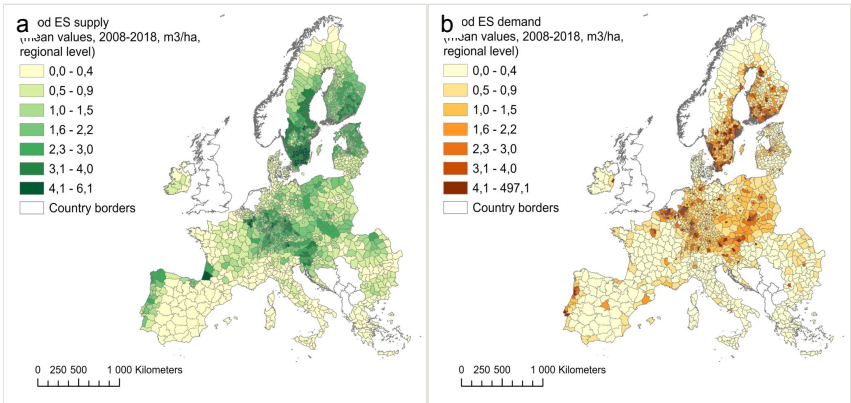 a
od ES supply
(mean values, 2008-2018, m3/ha,
regional level)
0,0 - 0,4
0,5 - 0,9
1,0 - 1,5
1,6 - 2,2
2,3 - 3,0
3,1 - 4,0
4,1 - 6,1
Country borders
0 250 500 1 000 Kilometers
b
od ES demand
(mean values, 2008-2018, m3/ha,
regional level)
0,0 - 0,4
0,5 - 0,9
1,0 - 1,5
1,6 - 2,2
2,3 - 3,0
3,1 - 4,0
4,1 - 497,1
Country borders
0 250 500 1 000 Kilometers